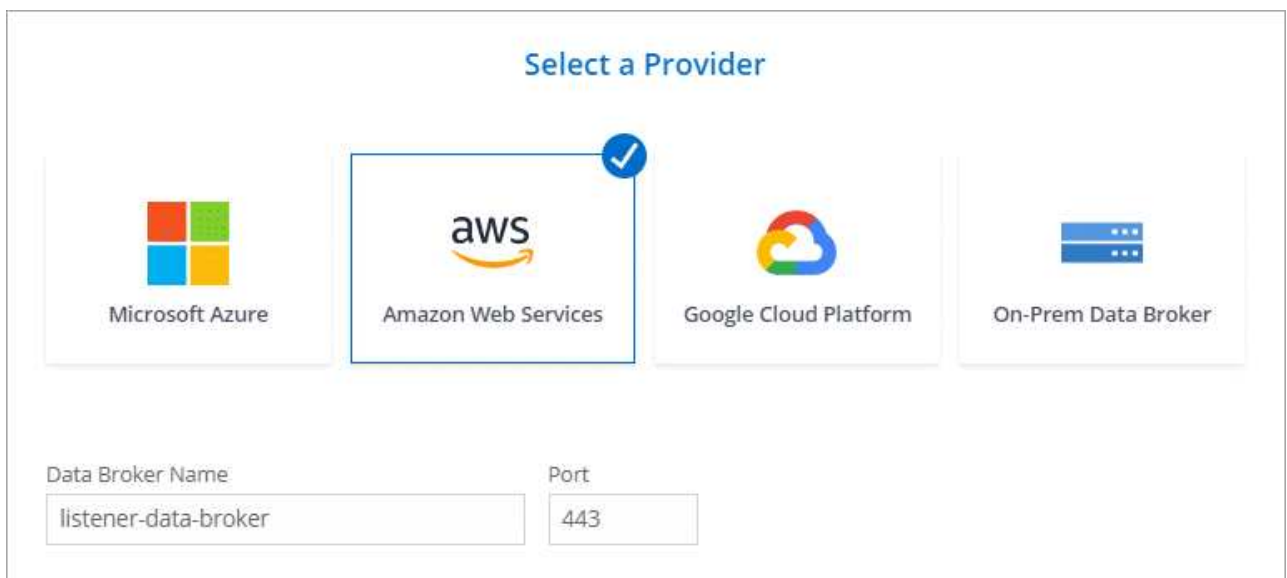 Select a Provider
aws
Microsoft Azure
Amazon Web Services
Google Cloud Platform
On-Prem Data Broker
Data Broker Name
Port
listener-data-broker
443